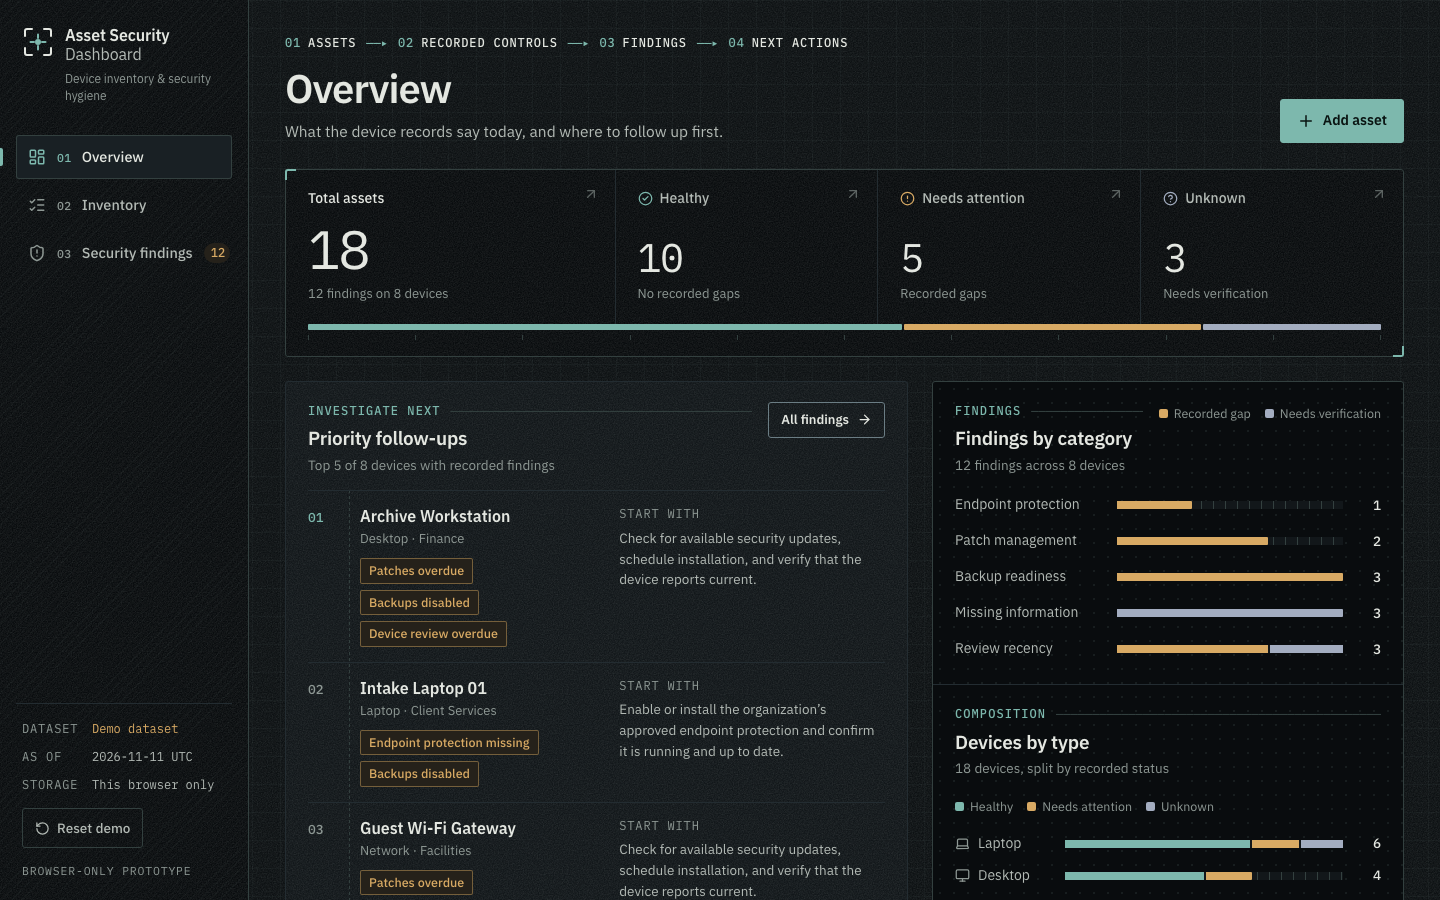 Asset Security
Dashboard
Device inventory & security
hygiene
01 Overview
02 Inventory
03 Security findings 12
DATASET Demo dataset
AS OF 2026-11-11 UTC
STORAGE This browser only
Reset demo
BROWSER-ONLY PROTOTYPE
01 ASSETS 02 RECORDED CONTROLS 03 FINDINGS 04 NEXT ACTIONS
Overview
What the device records say today, and where to follow up first.
Add asset
Total assets
18
12 findings on 8 devices
Healthy
10
No recorded gaps
Needs attention
5
Recorded gaps
Unknown
3
Needs verification
INVESTIGATE NEXT
Priority follow-ups
Top 5 of 8 devices with recorded findings
All findings
01 Archive Workstation
Desktop · Finance
Patches overdue
Backups disabled
Device review overdue
START WITH
Check for available security updates,
schedule installation, and verify that the
device reports current.
02 Intake Laptop 01
Laptop · Client Services
Endpoint protection missing
Backups disabled
START WITH
Enable or install the organization’s
approved endpoint protection and confirm
it is running and up to date.
03 Guest Wi-Fi Gateway
Network · Facilities
Patches overdue
START WITH
Check for available security updates,
schedule installation, and verify that the
device reports current.
FINDINGS
Recorded gap Needs verification
Findings by category
12 findings across 8 devices
Endpoint protection 1
Patch management 2
Backup readiness 3
Missing information 3
Review recency 3
COMPOSITION
Devices by type
18 devices, split by recorded status
Healthy Needs attention Unknown
Laptop 6
Desktop 4